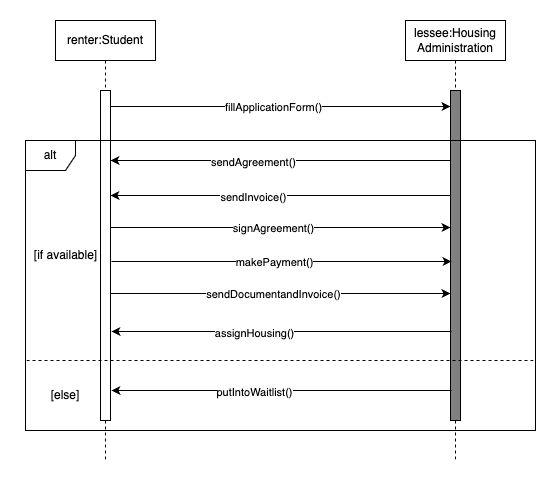 renter:Student
lessee:Housing
Administration
fillApplicationForm()
alt
sendAgreement()
sendInvoice()
signAgreement()
[if available]
makePayment()
sendDocumentandInvoice()
assignHousing()
[else]
putIntoWaitlist()